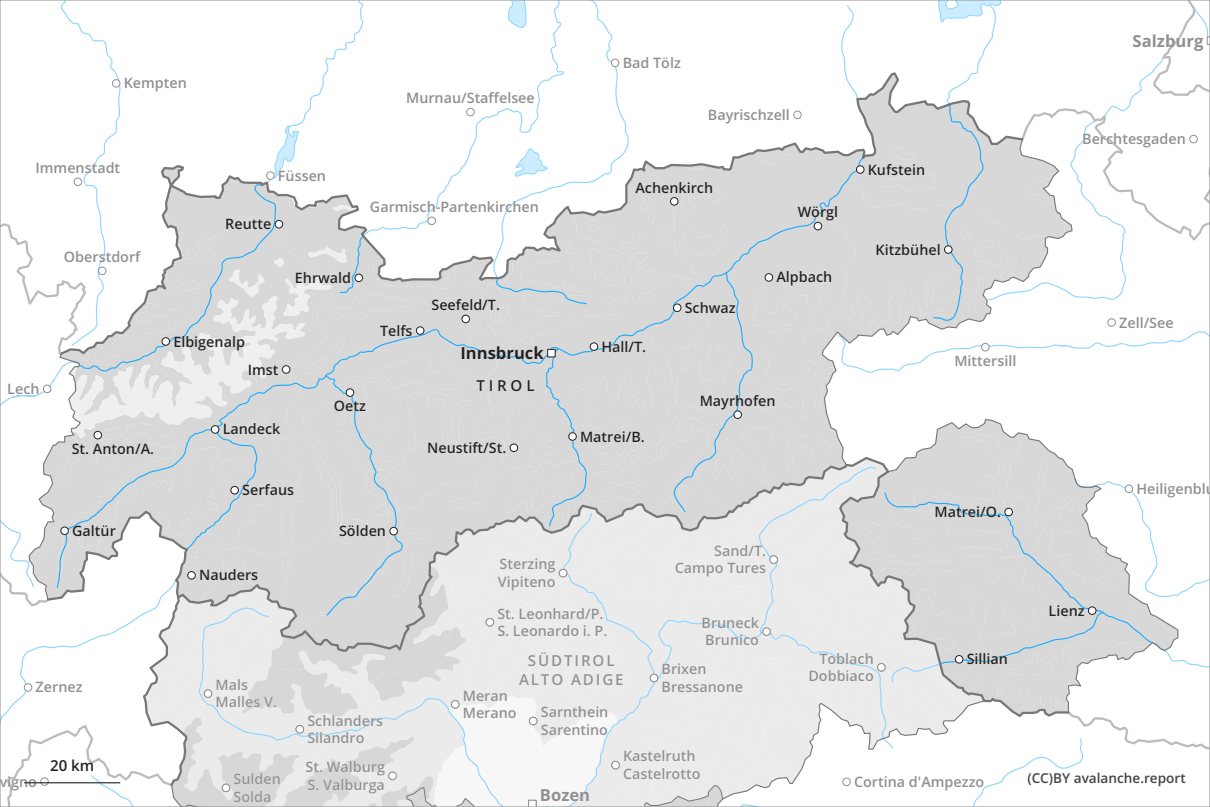 Salzburg
Bad Tölz
Kempten
Murnau/Staffelsee
Bayrischzell
Berchtesgaden
Immenstadt
Füssen
Kufstein
Achenkirch
Garmisch-Partenkirchen
Wörgl
Reutte
Kitzbühel
Oberstdorf
Ehrwald
Alpbach
Seefeld/T.
Schwaz
Telfs
Zell/See
Elbigenalp
Innsbruck
Hall/T.
Mittersill
Imst
TIROL
Lech
Oetz
Mayrhofen
Landeck
Matrei/B.
St. Anton/A.
Neustift/St.
Serfaus
Heiligenblu
Matrei/O.
Galtür
Sölden
Sand/T.
Campo Tures
Sterzing
Vipiteno
Nauders
Lienz
St. Leonhard/P.
S. Leonardo i. P.
Bruneck
Brunico
SÜDTIROL
ALTO ADIGE
Toblach
Dobbiaco
Sillian
Brixen
Bressanone
Zernez
Mals
Malles V.
Meran
Merano
Sarnthein
Sarentino
Schlanders
Silandro
Kastelruth
Castelrotto
20 km
St. Walburg
S. Valburga
vigno
Sulden
Solda
Cortina d'Ampezzo
(CC)BY avalanche.report
Bozen